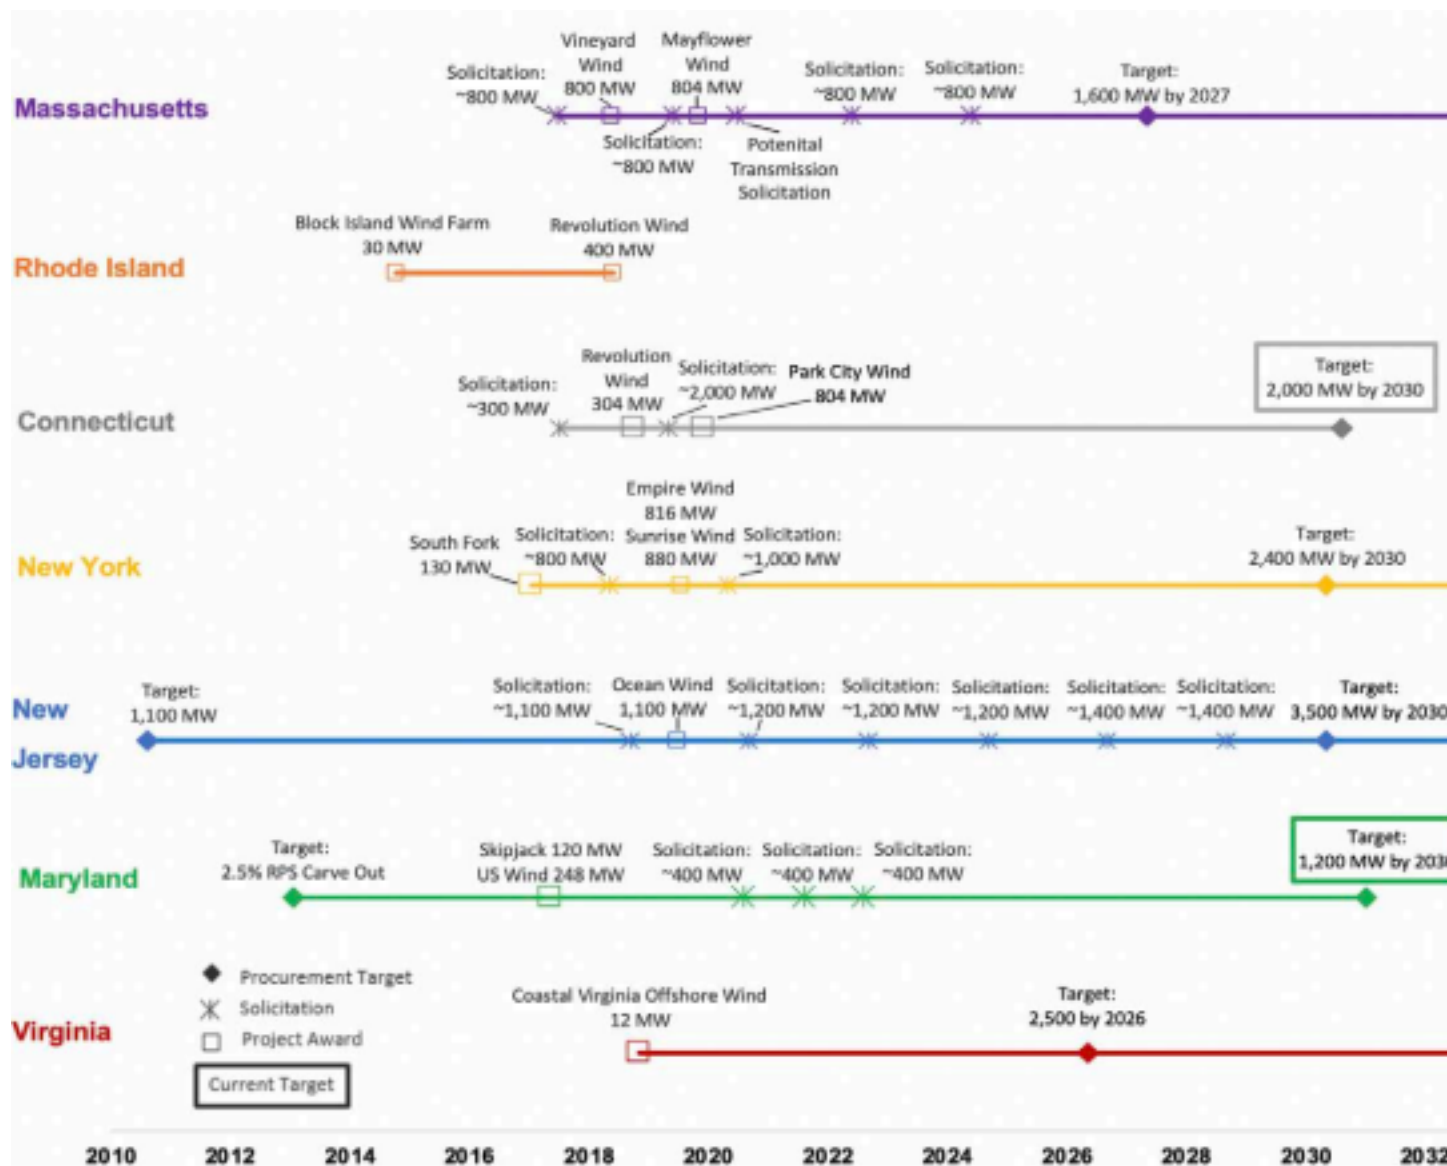 Massachusetts
Solicitation:
~800 MW
Vineyard
Wind
800 MW
Mayflower
Wind
804 MW
Solicitation:
~800 MW
Potenital
Transmission
Solicitation
Solicitation:
~800 MW
Solicitation:
~800 MW
Target:
1,600 MW by 2027
Rhode Island
Block Island Wind Farm
30 MW
Revolution Wind
400 MW
Connecticut
Solicitation:
~300 MW
Revolution
Wind
304 MW
Solicitation:
~2,000 MW
Park City Wind
804 MW
Target:
2,000 MW by 2030
New York
South Fork
130 MW
Solicitation:
~800 MW
Empire Wind
816 MW
Sunrise Wind
880 MW
Solicitation:
~1,000 MW
Target:
2,400 MW by 2030
New
Jersey
Target:
1,100 MW
Solicitation:
~1,100 MW
Ocean Wind
1,100 MW
Solicitation:
~1,200 MW
Solicitation:
~1,200 MW
Solicitation:
~1,200 MW
Solicitation:
~1,400 MW
Solicitation:
~1,400 MW
Target:
3,500 MW by 2030
Maryland
Target:
2.5% RPS Carve Out
Skipjack 120 MW
US Wind 248 MW
Solicitation:
~400 MW
Solicitation:
~400 MW
Solicitation:
~400 MW
Target:
1,200 MW by
Virginia
Coastal Virginia Offshore Wind
12 MW
Target:
2,500 by 2026
Procurement Target
Solicitation
Project Award
Current Target
2010 2012 2014 2016 2018 2020 2022 2024 2026 2028 2030 2032